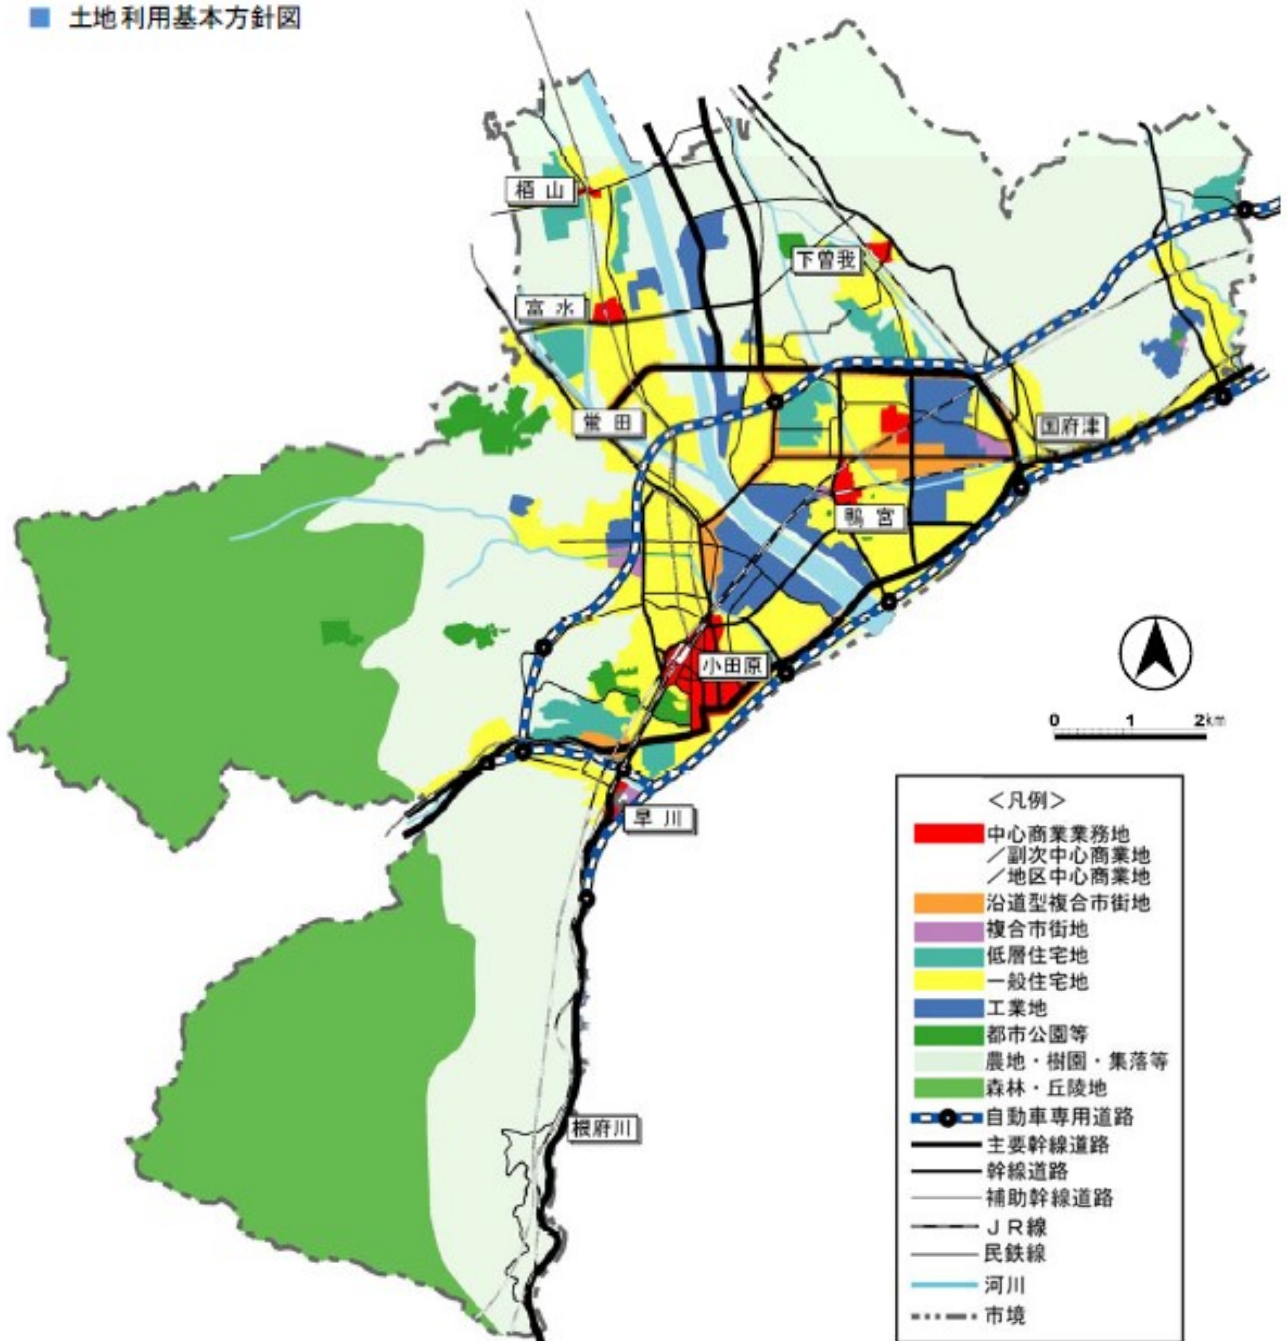 土地利用基本方針図
栢山
下曽我
富水
蛍田
国府津
鴨宮
小田原
早川
根府川
0 1 2km
＜凡例＞
中心商業業務地
／副次中心商業地
／地区中心商業地
沿道型複合市街地
複合市街地
低層住宅地
一般住宅地
工業地
都市公園等
農地・樹園・集落等
森林・丘陵地
自動車専用道路
主要幹線道路
幹線道路
補助幹線道路
ＪＲ線
民鉄線
河川
市境